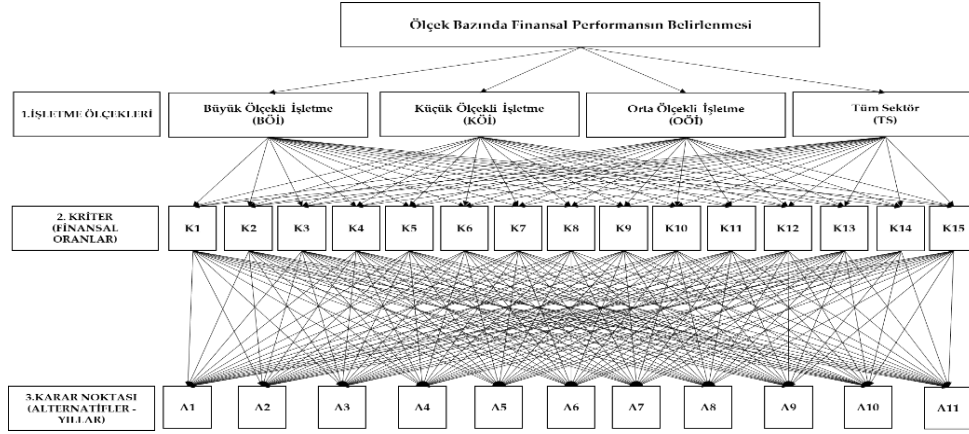 Ölçek Bazında Finansal Performansın Belirlenmesi
1.İŞLETME ÖLÇEKLERİ
Büyük Ölçekli İşletme
(BÖİ)
Küçük Ölçekli İşletme
(KÖİ)
Orta Ölçekli İşletme
(OÖİ)
Tüm Sektör
(TS)
2. KRİTER
(FİNANSAL
ORANLAR)
K1 K2 K3 K4 K5 K6 K7 K8 K9 K10 K11 K12 K13 K14 K15
3.KARAR NOKTASI
(ALTERNATİFLER -
YILLAR)
A1 A2 A3 A4 A5 A6 A7 A8 A9 A10 A11